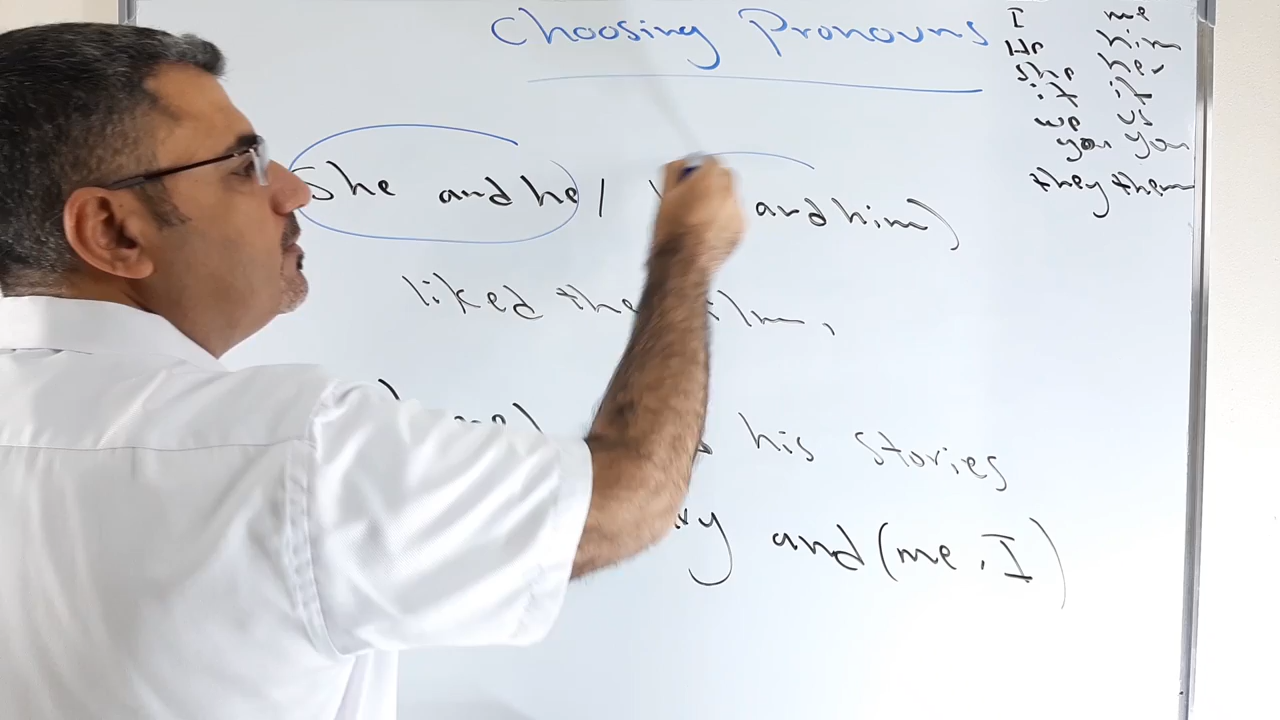 Choosing Pronouns
I me
He him
she her
it it
we us
you you
they them
She and he / and him)
liked the film.
his stories
and (me, I)